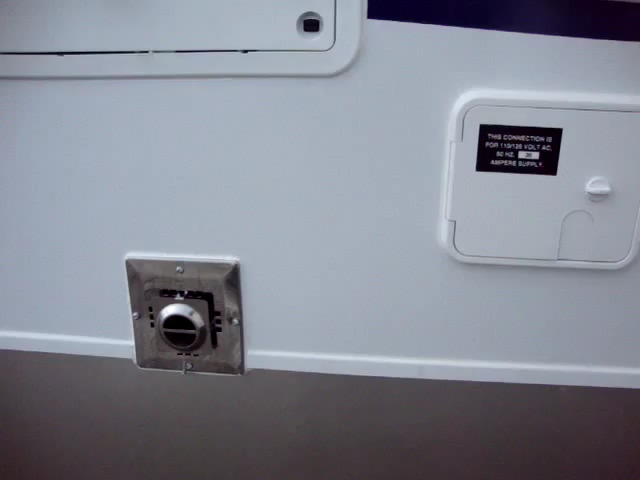 THIS CONNECTION IS
FOR 110/125 VOLT AC,
60 HZ, 30
AMPERE SUPPLY.